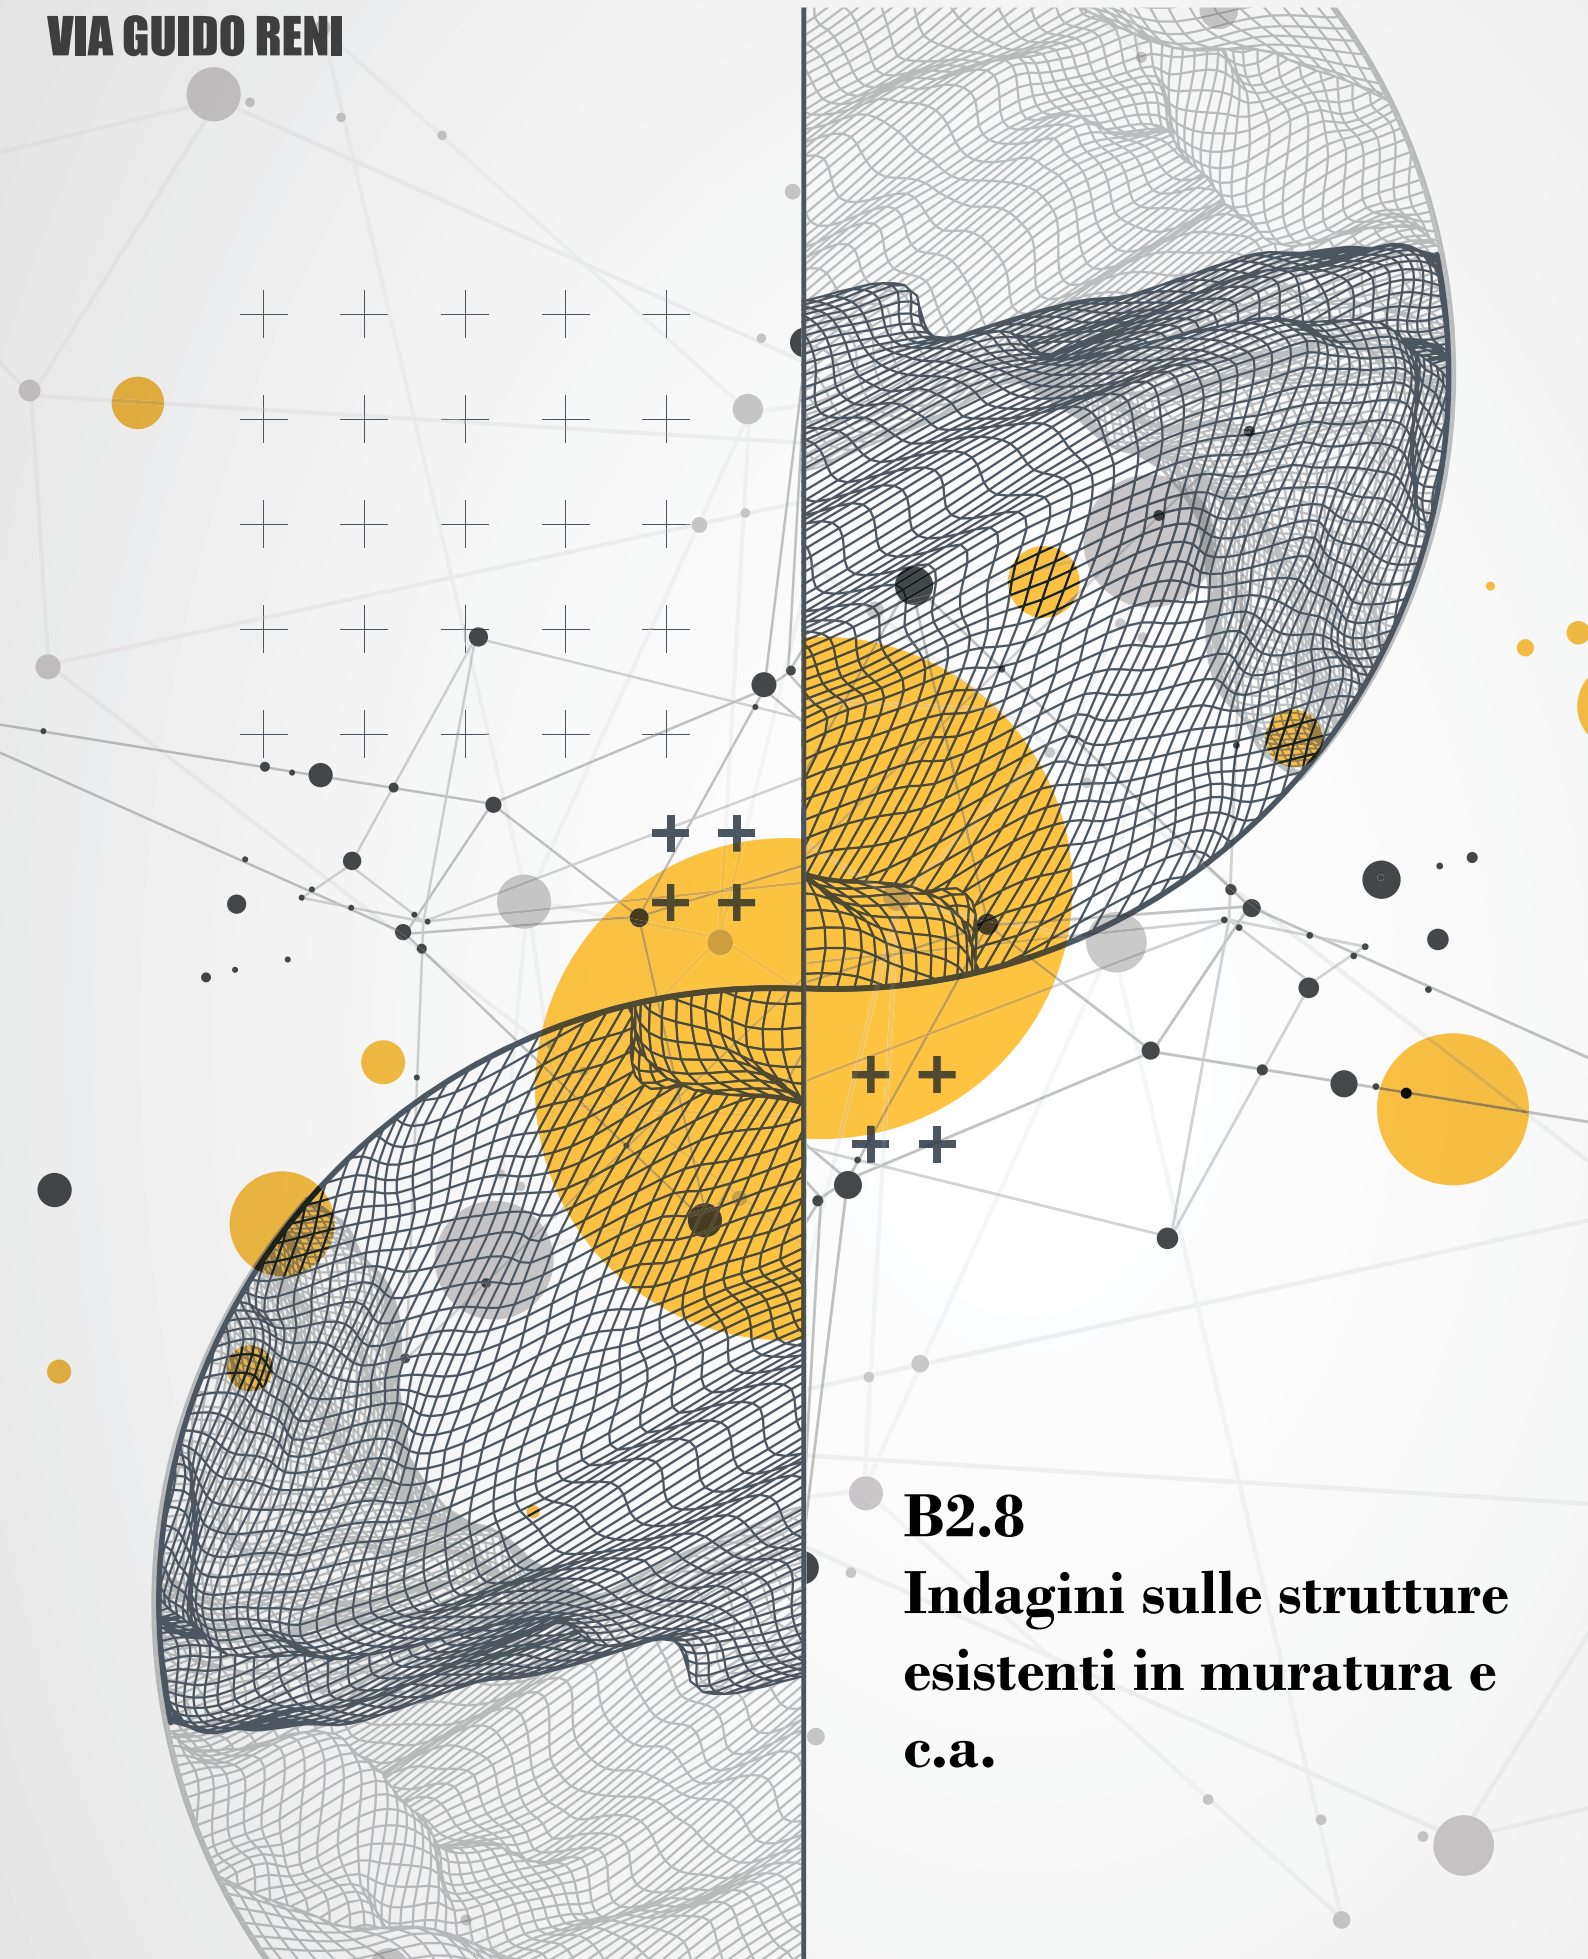 VIA GUIDO RENI
B2.8
Indagini sulle strutture
esistenti in muratura e
c.a.